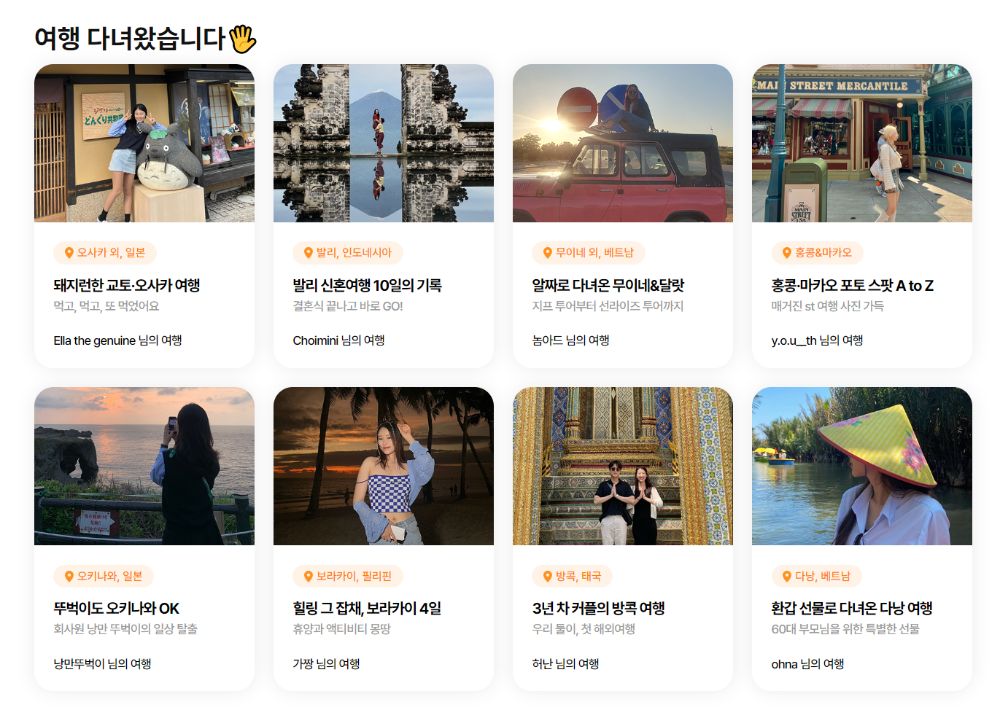 여행 다녀왔습니다🖐
どんぐり共和国
MAIN STREET MERCANTILE
MAIN
STREET
USA
오사카 외, 일본
돼지런한 교토·오사카 여행
먹고, 먹고, 또 먹었어요
Ella the genuine 님의 여행
발리, 인도네시아
발리 신혼여행 10일의 기록
결혼식 끝나고 바로 GO!
Choimini 님의 여행
무이네 외, 베트남
알짜로 다녀온 무이네&달랏
지프 투어부터 선라이즈 투어까지
놈아드 님의 여행
홍콩&마카오
홍콩·마카오 포토 스팟 A to Z
매거진 st 여행 사진 가득
y.o.u__th 님의 여행
오키나와, 일본
뚜벅이도 오키나와 OK
회사원 낭만 뚜벅이의 일상 탈출
낭만뚜벅이 님의 여행
보라카이, 필리핀
힐링 그 잡채, 보라카이 4일
휴양과 액티비티 몽땅
가짱 님의 여행
방콕, 태국
3년 차 커플의 방콕 여행
우리 둘이, 첫 해외여행
허난 님의 여행
다낭, 베트남
환갑 선물로 다녀온 다낭 여행
60대 부모님을 위한 특별한 선물
ohna 님의 여행